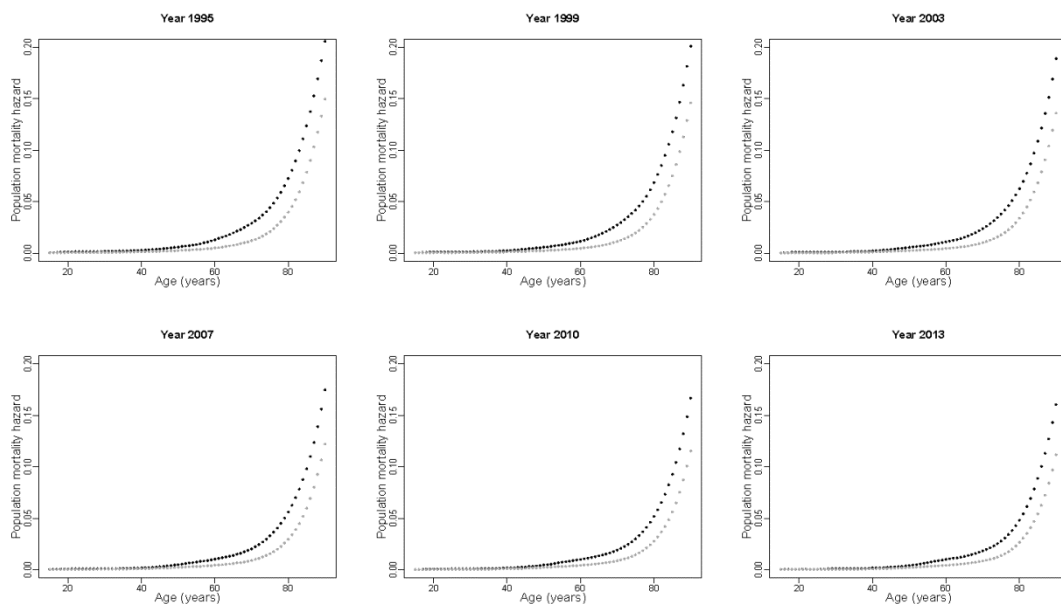 Year 1995
Year 1999
Year 2003
Population mortality hazard
0.00 0.05 0.10 0.15 0.20
20 40 60 80
Age (years)
Population mortality hazard
0.00 0.05 0.10 0.15 0.20
20 40 60 80
Age (years)
Population mortality hazard
0.00 0.05 0.10 0.15 0.20
20 40 60 80
Age (years)
Year 2007
Year 2010
Year 2013
Population mortality hazard
0.00 0.05 0.10 0.15 0.20
20 40 60 80
Age (years)
Population mortality hazard
0.00 0.05 0.10 0.15 0.20
20 40 60 80
Age (years)
Population mortality hazard
0.00 0.05 0.10 0.15 0.20
20 40 60 80
Age (years)